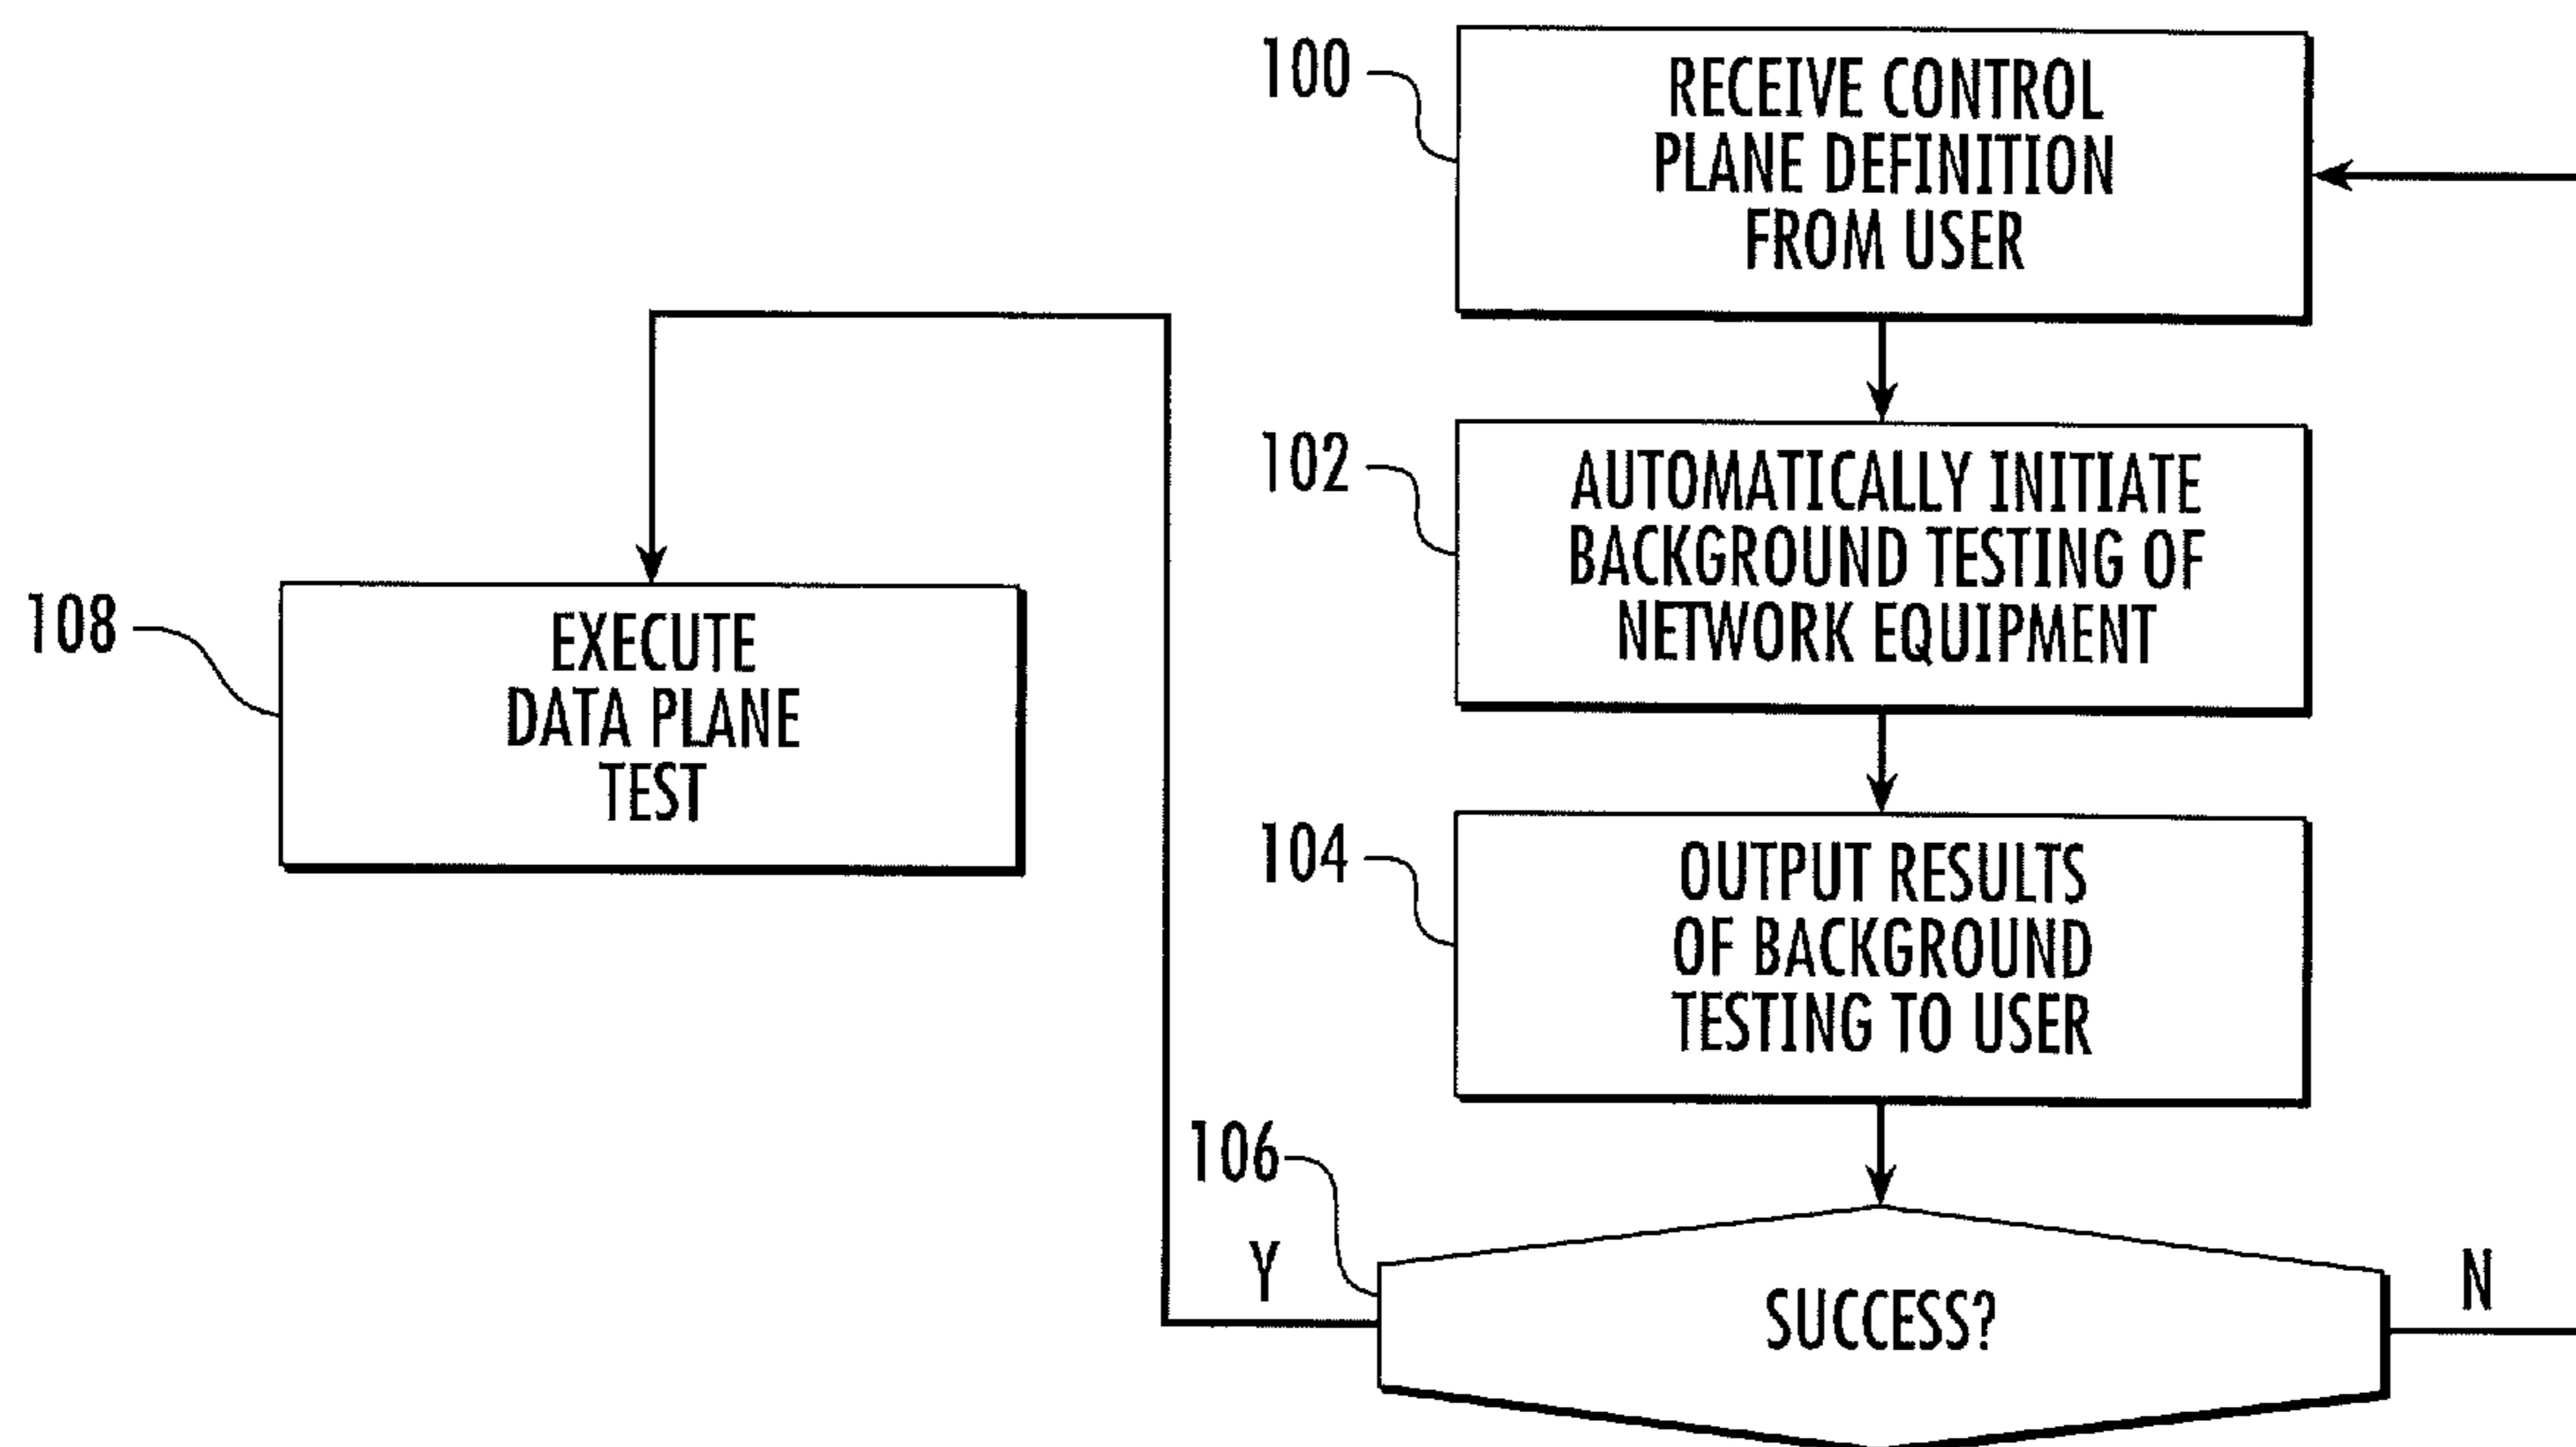 100
RECEIVE CONTROL
PLANE DEFINITION
FROM USER
102
AUTOMATICALLY INITIATE
BACKGROUND TESTING OF
NETWORK EQUIPMENT
108
EXECUTE
DATA PLANE
TEST
104
OUTPUT RESULTS
OF BACKGROUND
TESTING TO USER
106
Y
SUCCESS?
N